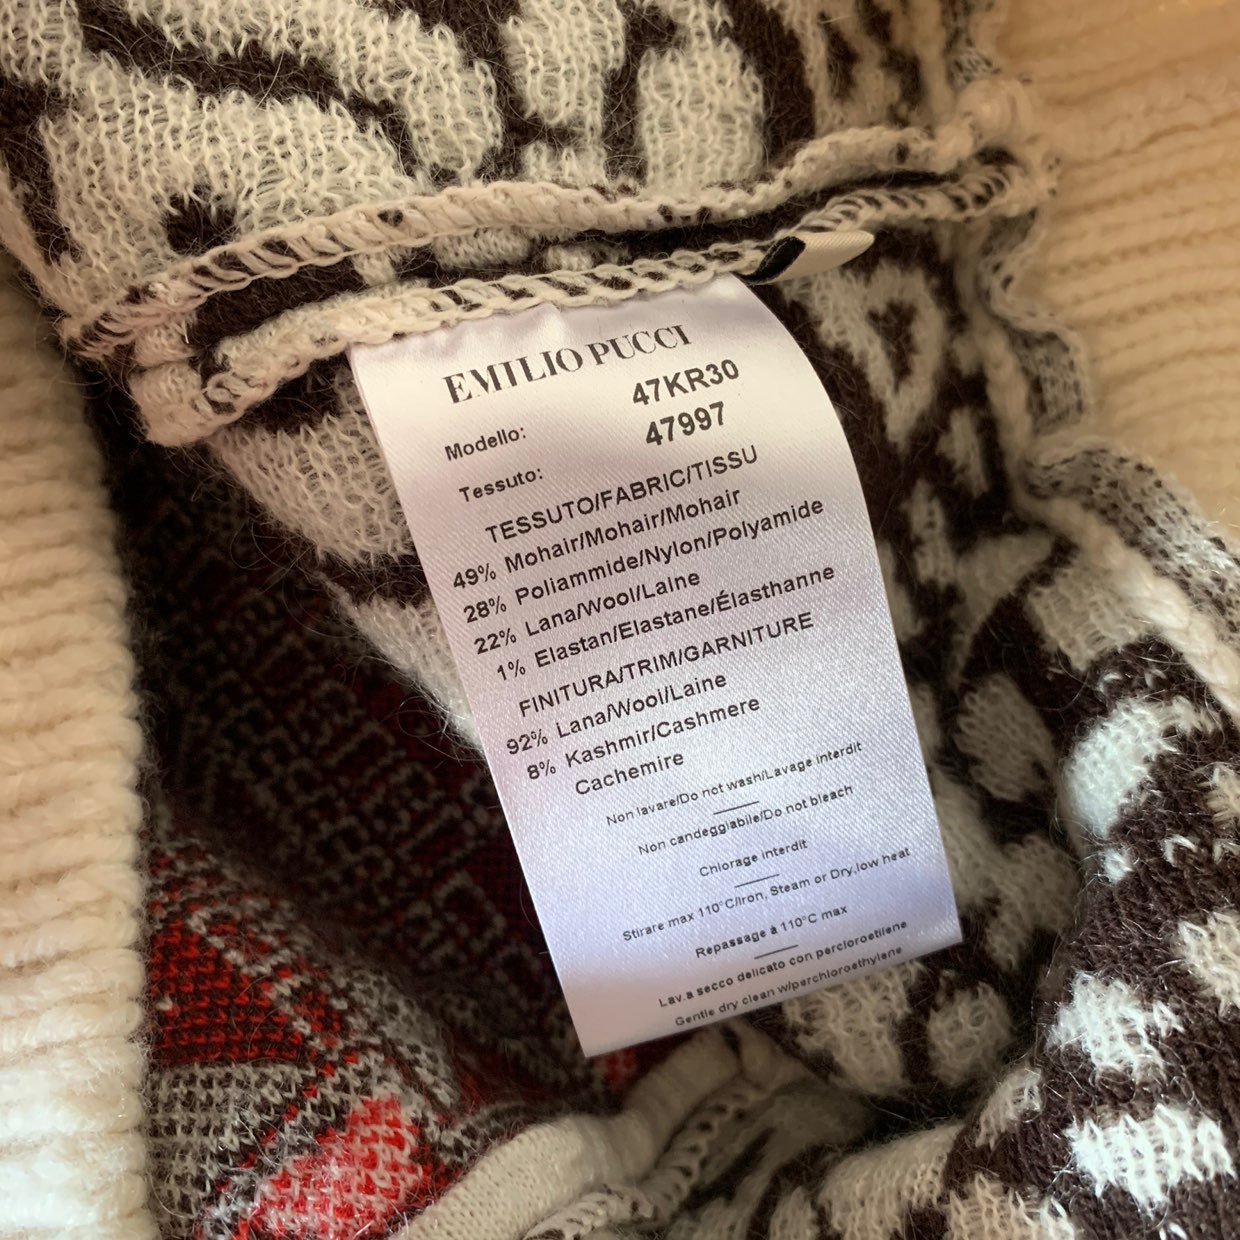 EMILIO PUCCI
Modello: 47KR30
Tessuto: 47997
TESSUTO/FABRIC/TISSU
49% Mohair/Mohair/Mohair
28% Poliammide/Nylon/Polyamide
22% Lana/Wool/Laine
1% Elastan/Elastane/Élasthanne
FINITURA/TRIM/GARNITURE
92% Lana/Wool/Laine
8% Kashmir/Cashmere
Cachemire
Non lavare/Do not wash/Lavage interdit
Non candeggiabile/Do not bleach
Chlorage interdit
Stirare max 110°C/Iron, Steam or Dry,low heat
Repassage à 110°C max
Lav.a secco delicato con percloroetilene
Gentle dry clean w/perchloroethylene